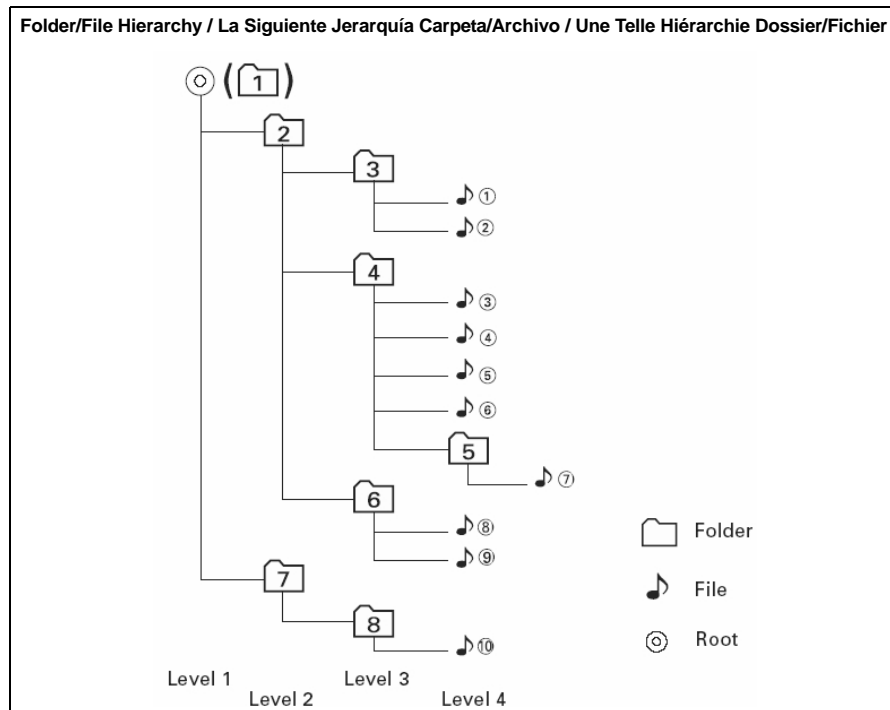 Folder/File Hierarchy / La Siguiente Jerarquía Carpeta/Archivo / Une Telle Hiérarchie Dossier/Fichier
(1)
2
3
①
②
4
③
④
⑤
⑥
5
⑦
6
⑧
⑨
7
8
⑩
Folder
File
Root
Level 1
Level 2
Level 3
Level 4